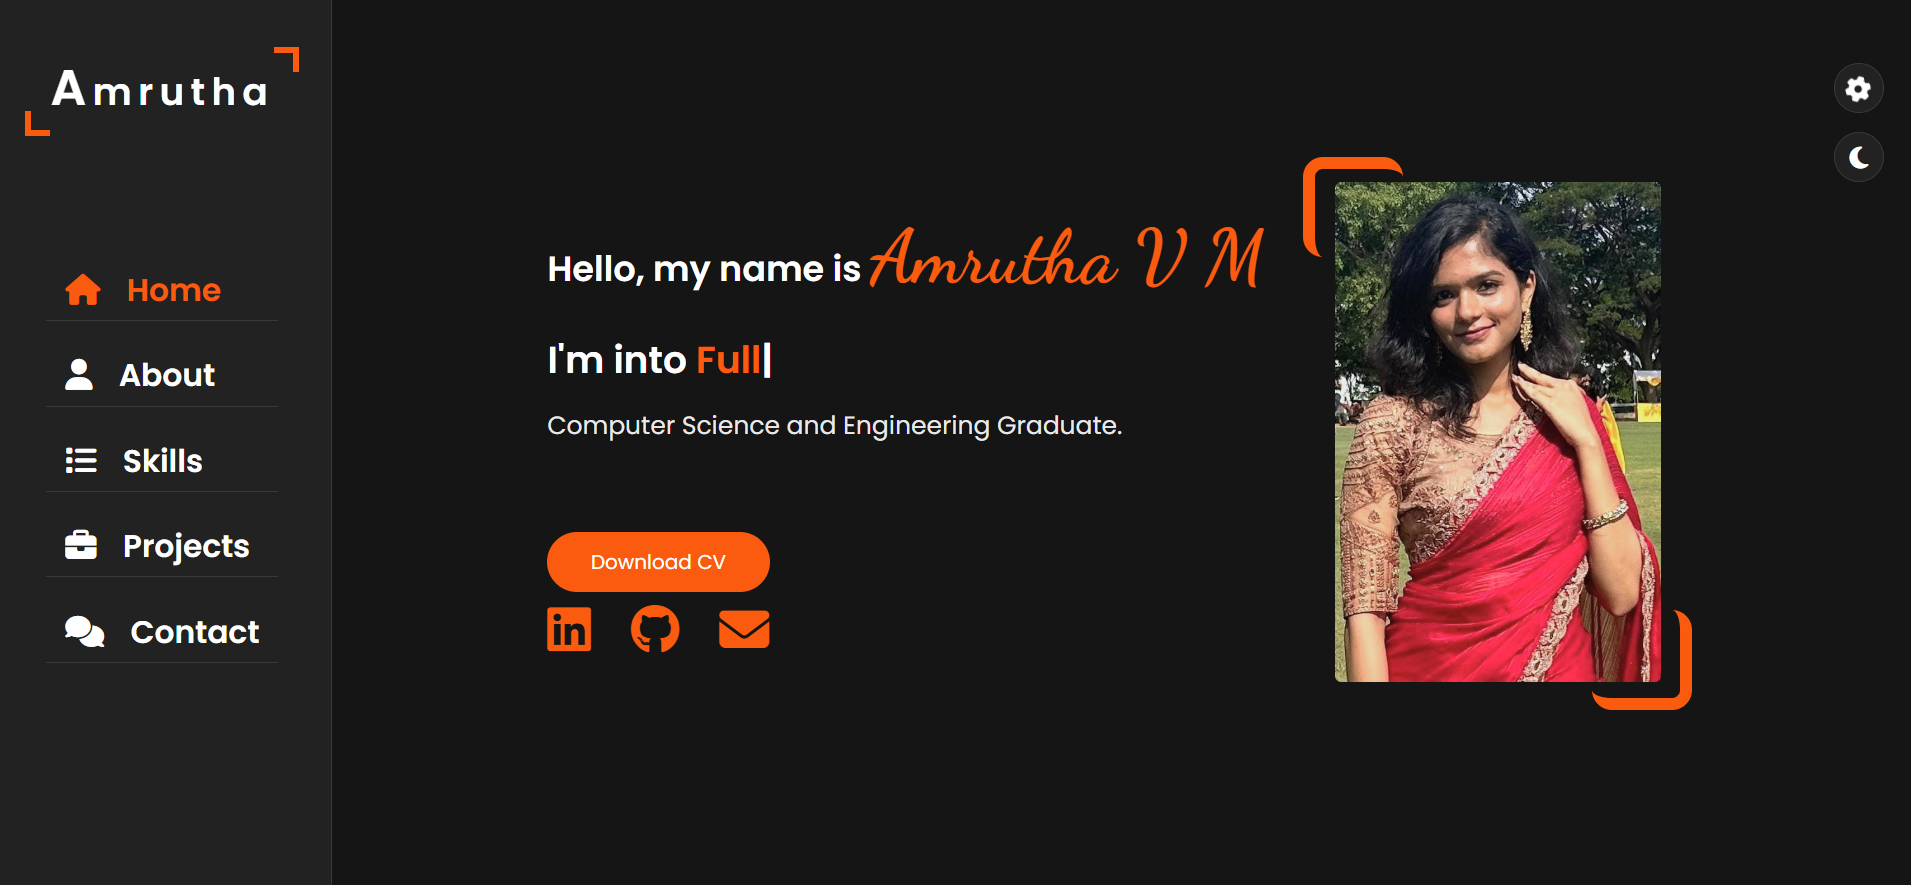 Amrutha
Home
About
Skills
Projects
Contact
Hello, my name is Amrutha V M
I'm into Full|
Computer Science and Engineering Graduate.
Download CV
in